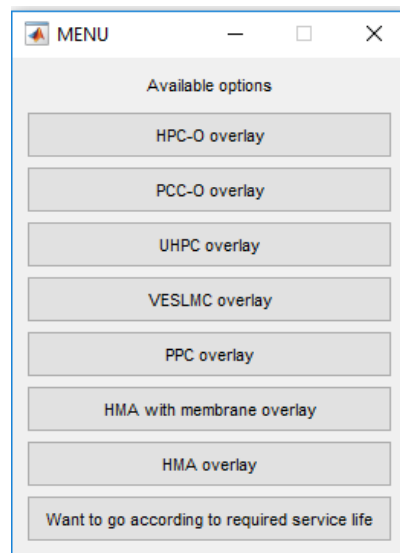 MENU
Available options
HPC-O overlay
PCC-O overlay
UHPC overlay
VESLMC overlay
PPC overlay
HMA with membrane overlay
HMA overlay
Want to go according to required service life